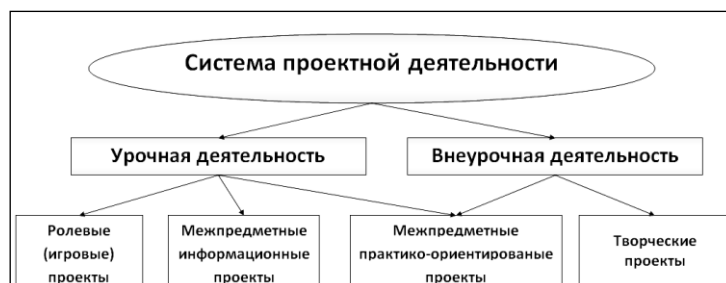 Система проектной деятельности
Урочная деятельность
Внеурочная деятельность
Ролевые
(игровые)
проекты
Межпредметные
информационные
проекты
Межпредметные
практико-ориентированые
проекты
Творческие
проекты